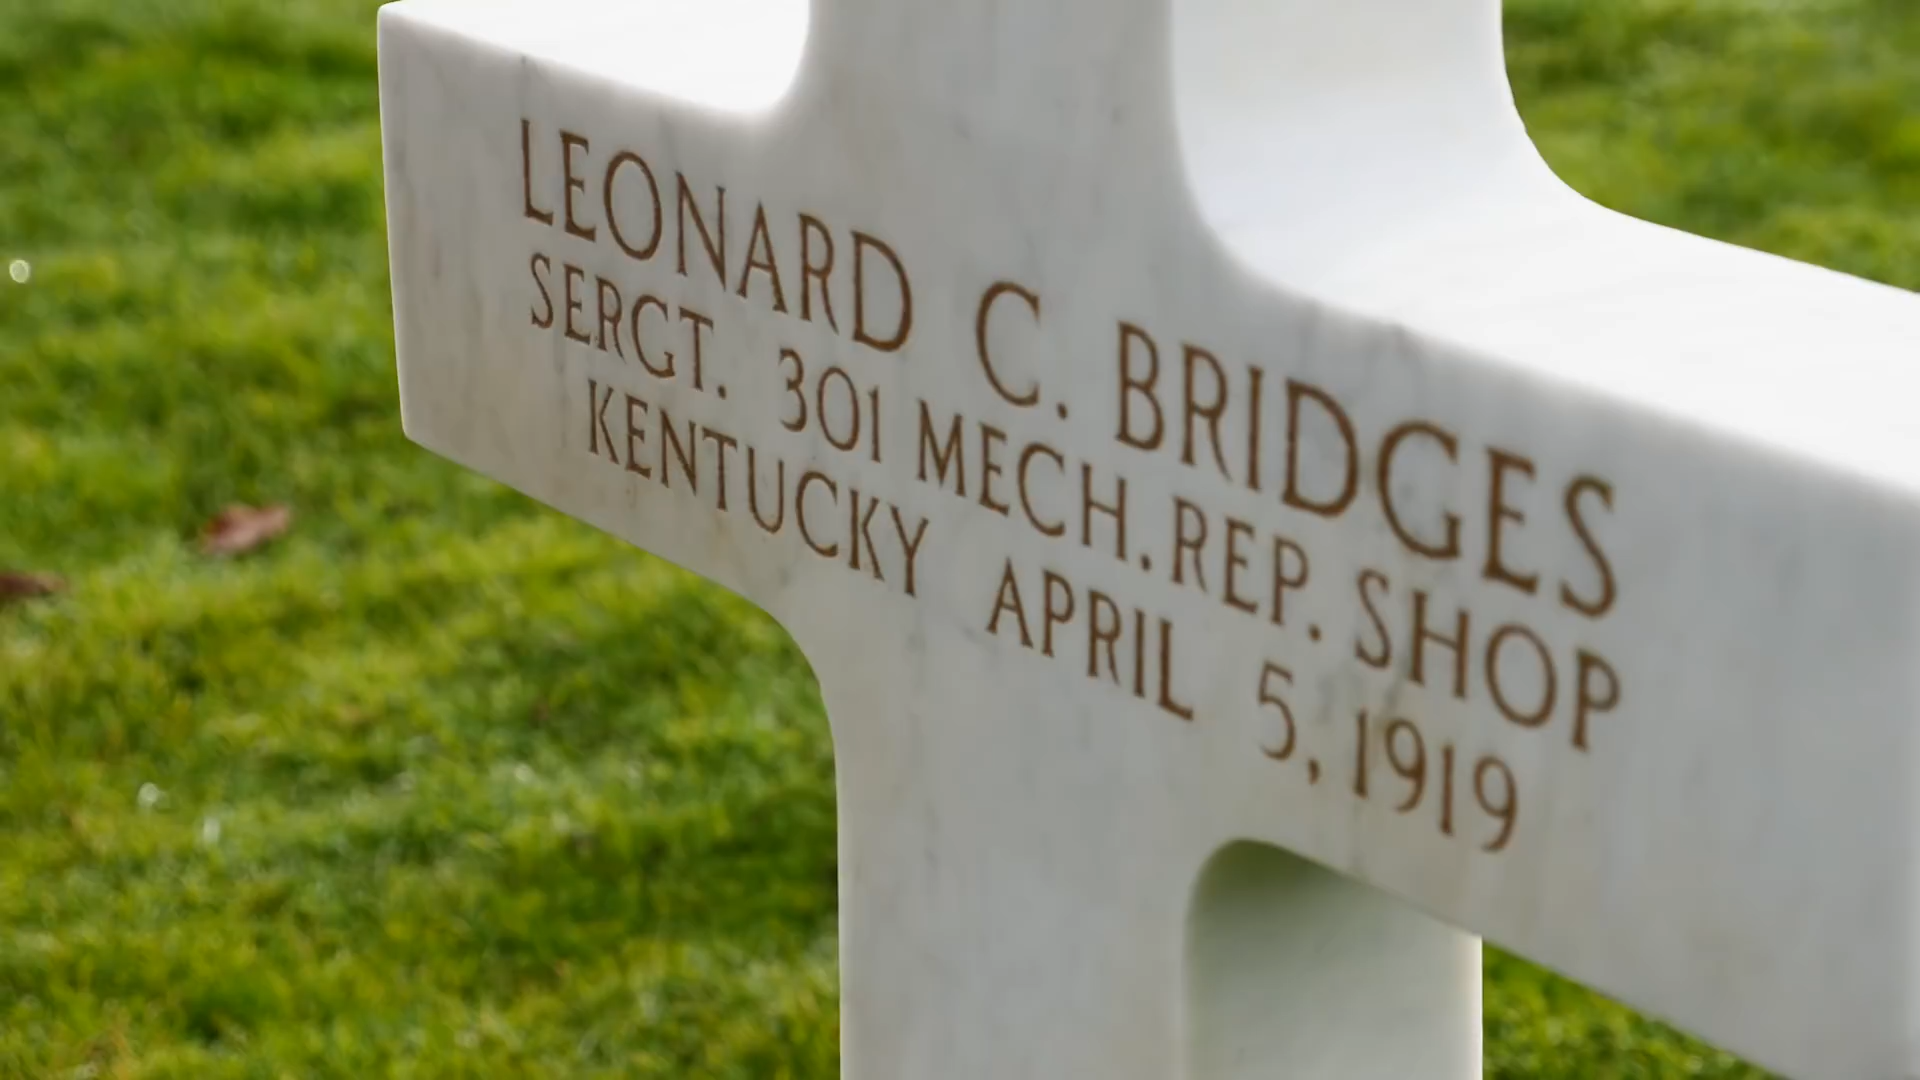 LEONARD C. BRIDGES
SERGT. 301 MECH. REP. SHOP
KENTUCKY APRIL 5, 1919